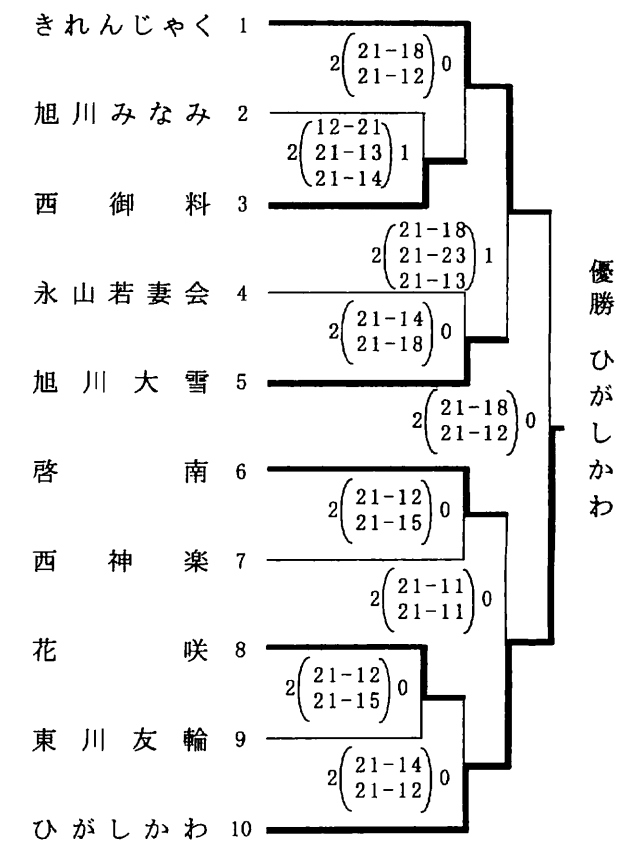 きれんじゃく 1
2(21-18 0
21-12)
旭川みなみ 2
2(12-21
21-13 1
21-14)
西御料 3
2(21-18
21-23 1
21-13)
永山若妻会 4
2(21-14 0
21-18)
旭川大雪 5
2(21-18 0
21-12)
啓南 6
2(21-12 0
21-15)
西神楽 7
2(21-11 0
21-11)
花咲 8
2(21-12 0
21-15)
東川友輪 9
2(21-14 0
21-12)
ひがしかわ 10
優勝 ひがしかわ